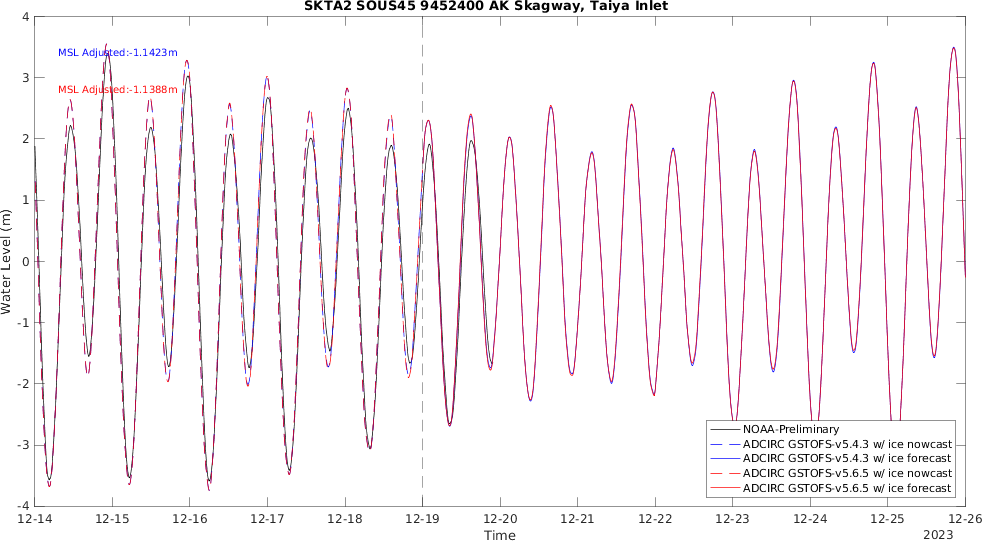 SKTA2 SOUS45 9452400 AK Skagway, Taiya Inlet
MSL Adjusted:-1.1423m
MSL Adjusted:-1.1388m
Water Level (m)
4
3
2
1
0
-1
-2
-3
-4
NOAA-Preliminary
ADCIRC GSTOFS-v5.4.3 w/ ice nowcast
ADCIRC GSTOFS-v5.4.3 w/ ice forecast
ADCIRC GSTOFS-v5.6.5 w/ ice nowcast
ADCIRC GSTOFS-v5.6.5 w/ ice forecast
12-14 12-15 12-16 12-17 12-18 12-19 12-20 12-21 12-22 12-23 12-24 12-25 12-26
Time
2023